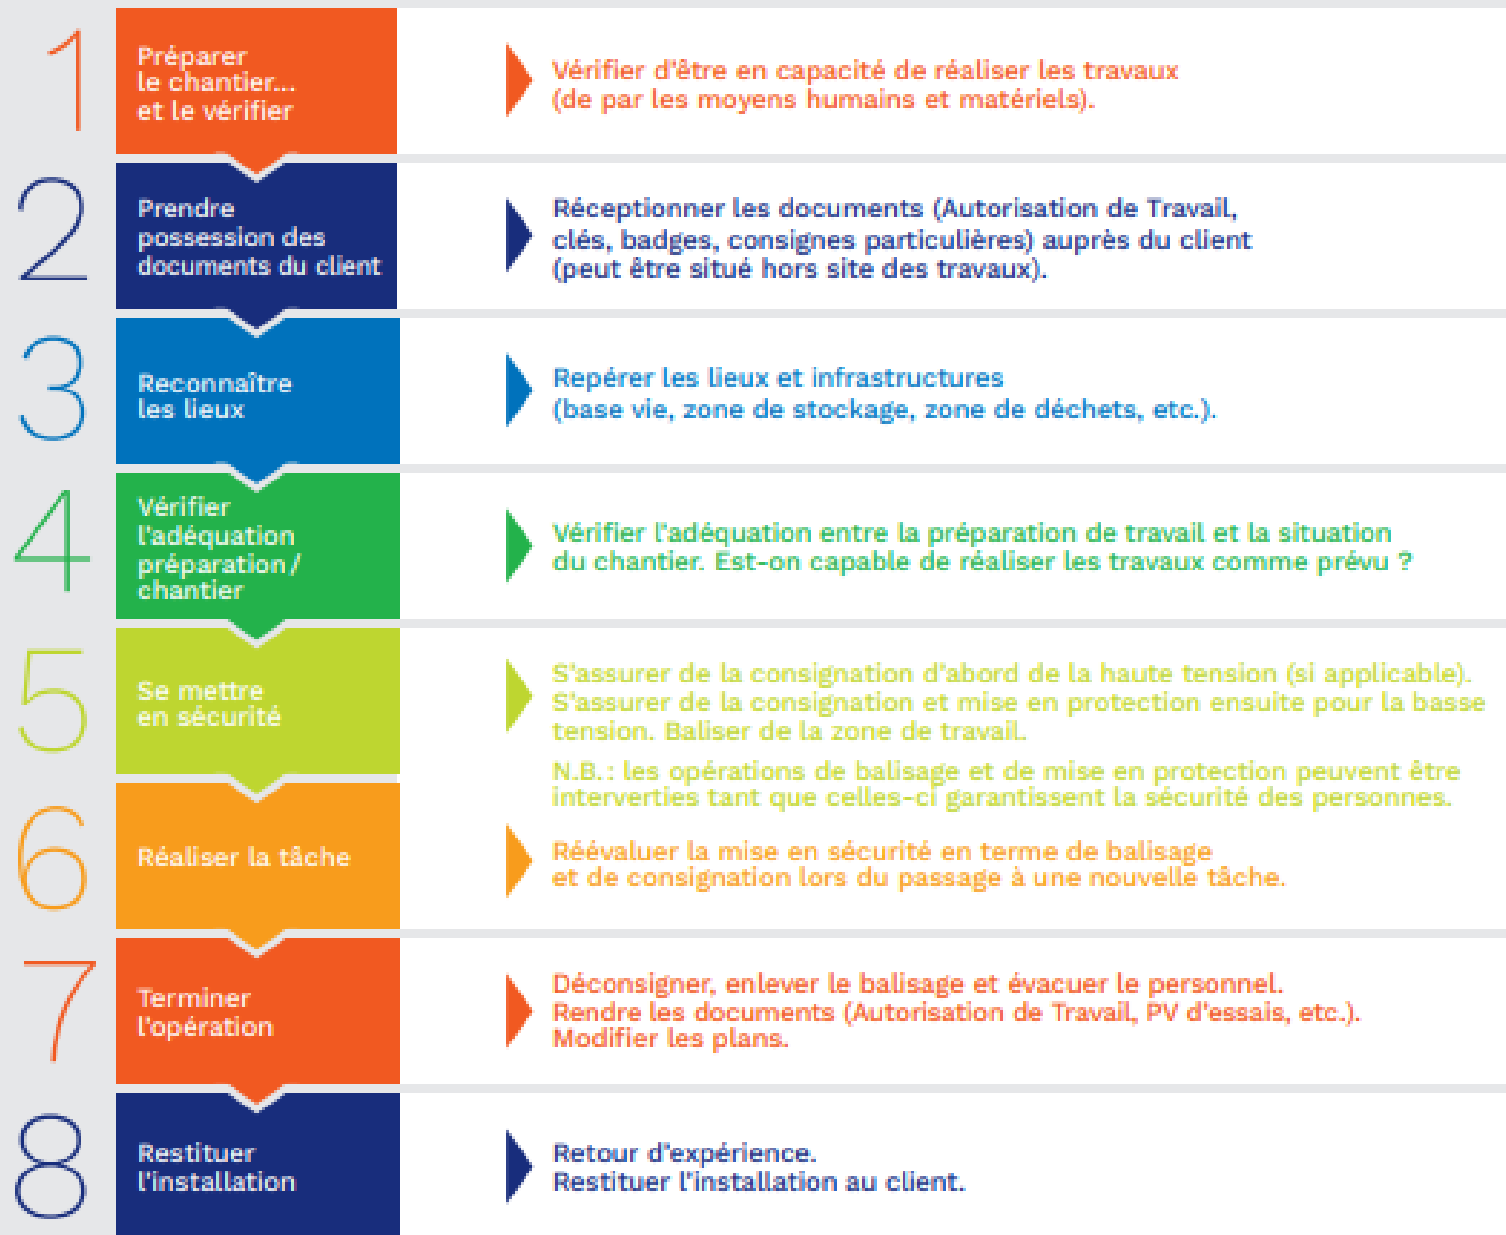 1
Préparer
le chantier...
et le vérifier
Vérifier d'être en capacité de réaliser les travaux
(de par les moyens humains et matériels).
2
Prendre
possession des
documents du client
Réceptionner les documents (Autorisation de Travail,
clés, badges, consignes particulières) auprès du client
(peut être situé hors site des travaux).
3
Reconnaître
les lieux
Repérer les lieux et infrastructures
(base vie, zone de stockage, zone de déchets, etc.).
4
Vérifier
l'adéquation
préparation /
chantier
Vérifier l'adéquation entre la préparation de travail et la situation
du chantier. Est-on capable de réaliser les travaux comme prévu ?
5
Se mettre
en sécurité
S'assurer de la consignation d'abord de la haute tension (si applicable).
S'assurer de la consignation et mise en protection ensuite pour la basse
tension. Baliser de la zone de travail.
N.B. : les opérations de balisage et de mise en protection peuvent être
interverties tant que celles-ci garantissent la sécurité des personnes.
6
Réaliser la tâche
Réévaluer la mise en sécurité en terme de balisage
et de consignation lors du passage à une nouvelle tâche.
7
Terminer
l'opération
Déconsigner, enlever le balisage et évacuer le personnel.
Rendre les documents (Autorisation de Travail, PV d'essais, etc.).
Modifier les plans.
8
Restituer
l'installation
Retour d'expérience.
Restituer l'installation au client.